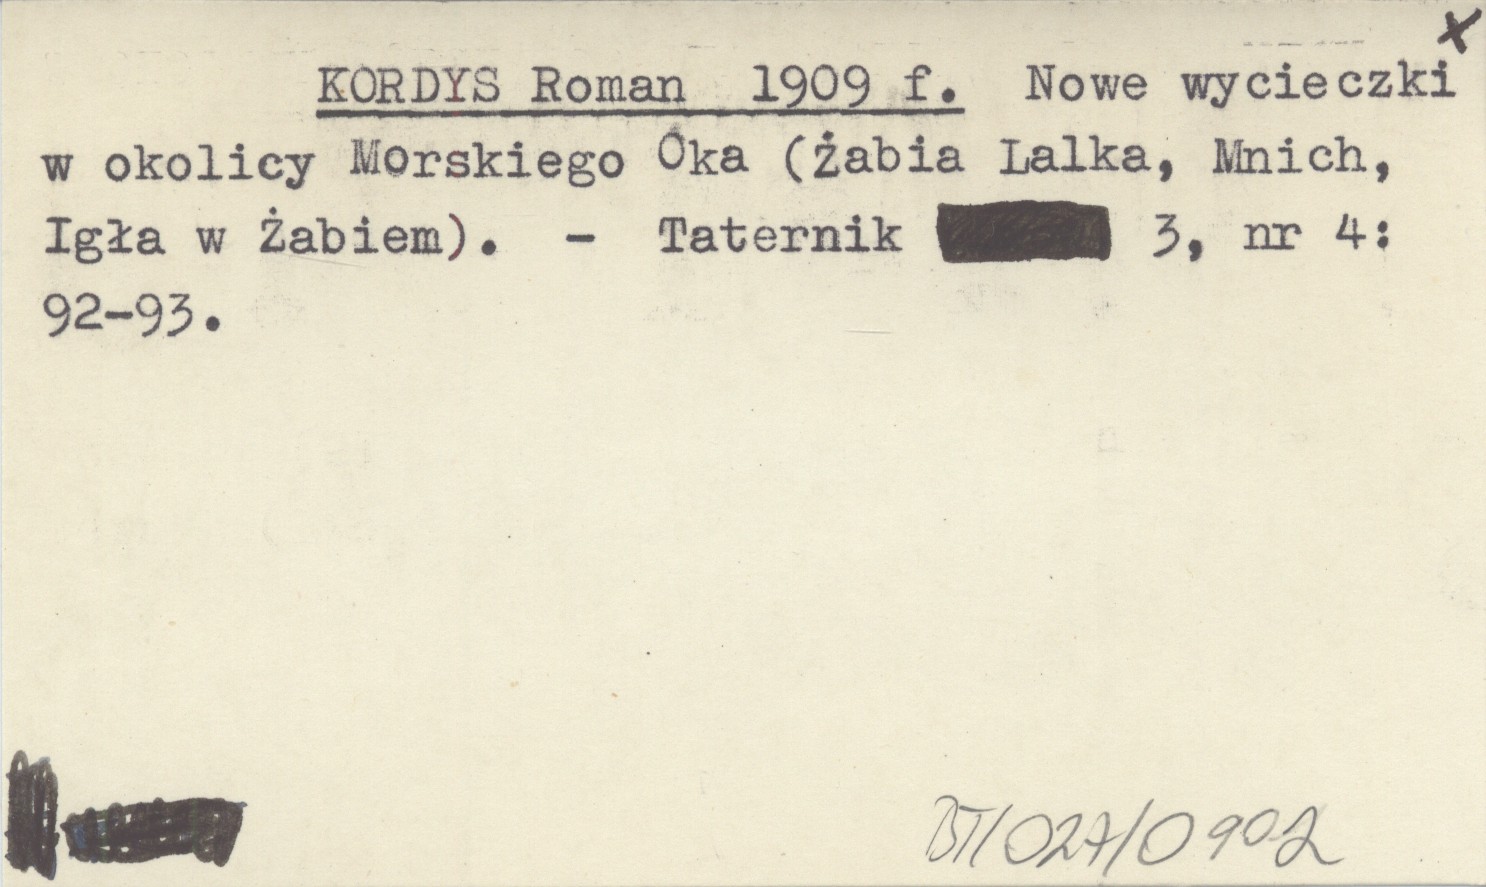 x
KORDYS Roman 1909 f. Nowe wycieczki
w okolicy Morskiego Oka (Żabia Lalka, Mnich,
Igła w Żabiem). - Taternik 3, nr 4:
92-93.
BT/027/0902